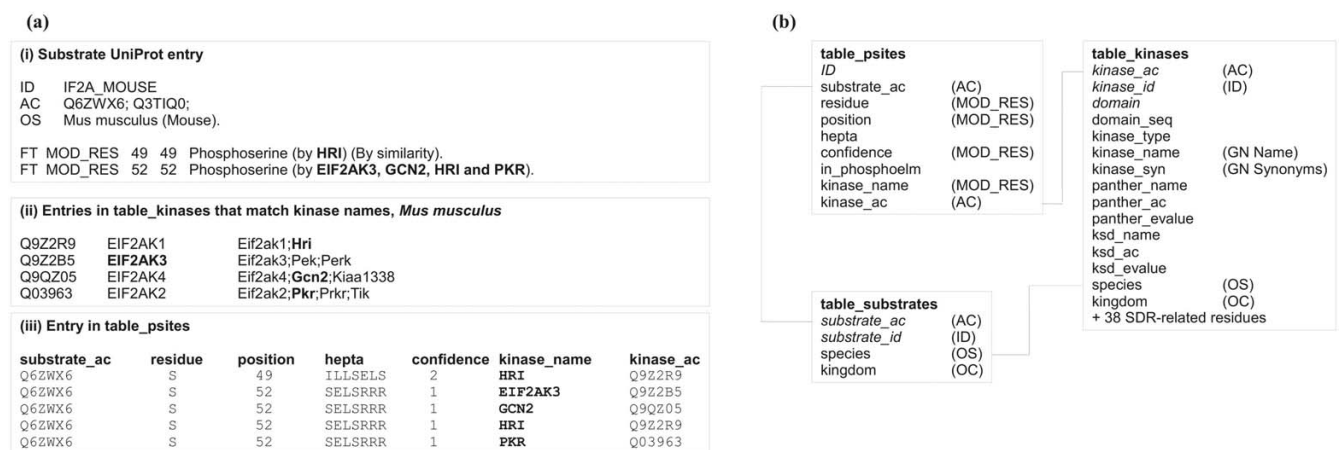 (a)
(i) Substrate UniProt entry
ID IF2A_MOUSE
AC Q6ZWX6; Q3TIQ0;
OS Mus musculus (Mouse).
FT MOD_RES 49 49 Phosphoserine (by HRI) (By similarity).
FT MOD_RES 52 52 Phosphoserine (by EIF2AK3, GCN2, HRI and PKR).
(ii) Entries in table_kinases that match kinase names, Mus musculus
Q9Z2R9 EIF2AK1 Eif2ak1;Hri
Q9Z2B5 EIF2AK3 Eif2ak3;Pek;Perk
Q9QZ05 EIF2AK4 Eif2ak4;Gcn2;Kiaa1338
Q03963 EIF2AK2 Eif2ak2;Pkr;Prkr;Tik
(iii) Entry in table_psites
substrate_ac residue position hepta confidence kinase_name kinase_ac
Q6ZWX6 S 49 ILLSELS 2 HRI Q9Z2R9
Q6ZWX6 S 52 SELSRRR 1 EIF2AK3 Q9Z2B5
Q6ZWX6 S 52 SELSRRR 1 GCN2 Q9QZ05
Q6ZWX6 S 52 SELSRRR 1 HRI Q9Z2R9
Q6ZWX6 S 52 SELSRRR 1 PKR Q03963
(b)
table_psites
ID
substrate_ac (AC)
residue (MOD_RES)
position (MOD_RES)
hepta
confidence (MOD_RES)
in_phosphoelm
kinase_name (MOD_RES)
kinase_ac (AC)
table_substrates
substrate_ac (AC)
substrate_id (ID)
species (OS)
kingdom (OC)
table_kinases
kinase_ac (AC)
kinase_id (ID)
domain
domain_seq
kinase_type
kinase_name (GN Name)
kinase_syn (GN Synonyms)
panther_name
panther_ac
panther_evalue
ksd_name
ksd_ac
ksd_evalue
species (OS)
kingdom (OC)
+ 38 SDR-related residues